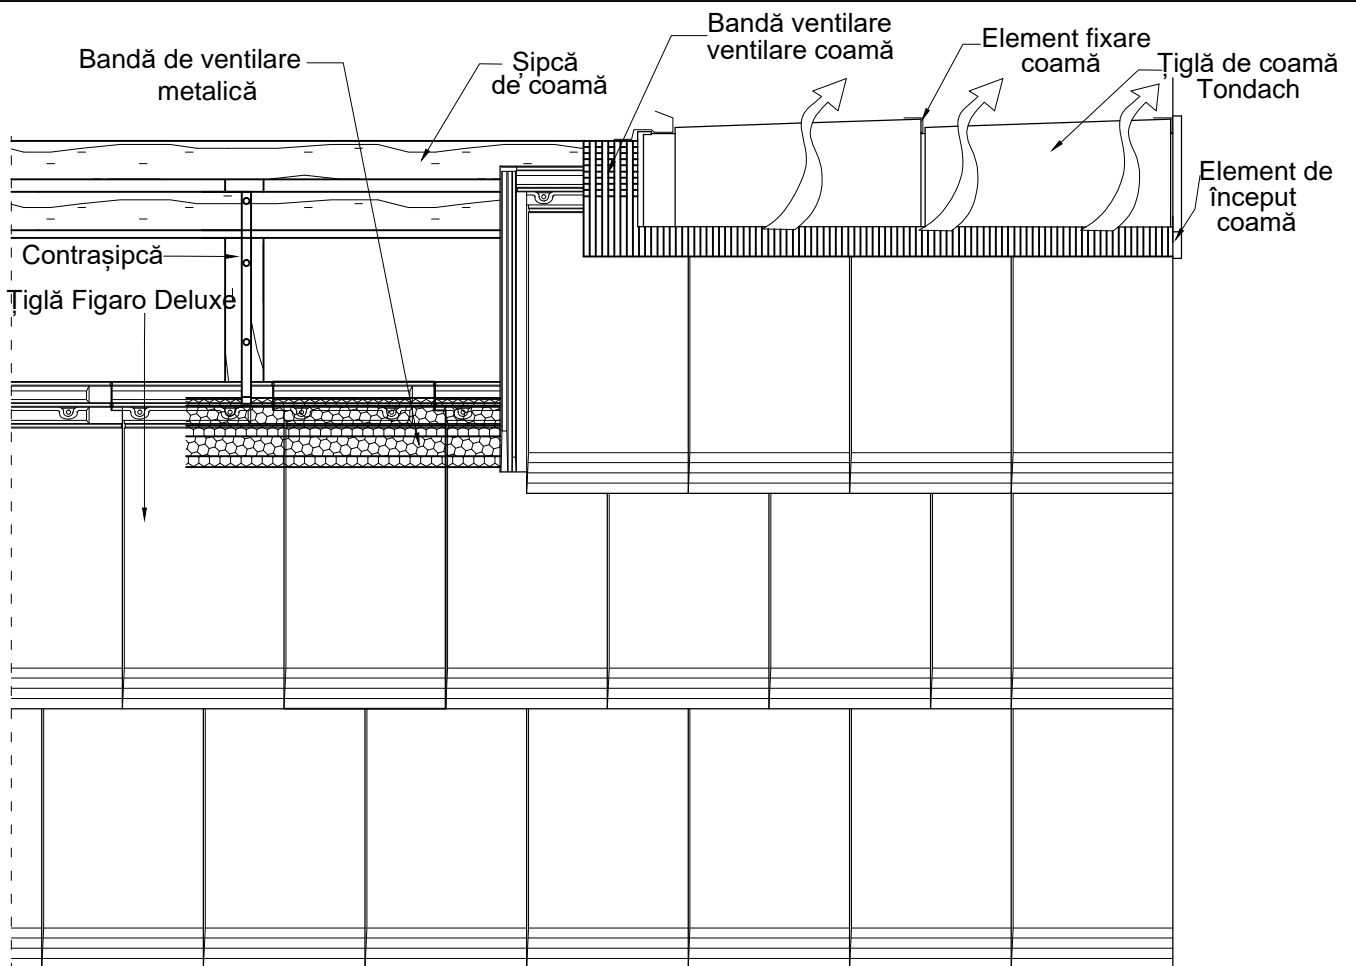 Bandă de ventilare
metalică
Șipcă
de coamă
Bandă ventilare
ventilare coamă
Element fixare
coamă
Țiglă de coamă
Tondach
Element de
început
coamă
Contrașipcă
Țiglă Figaro Deluxe